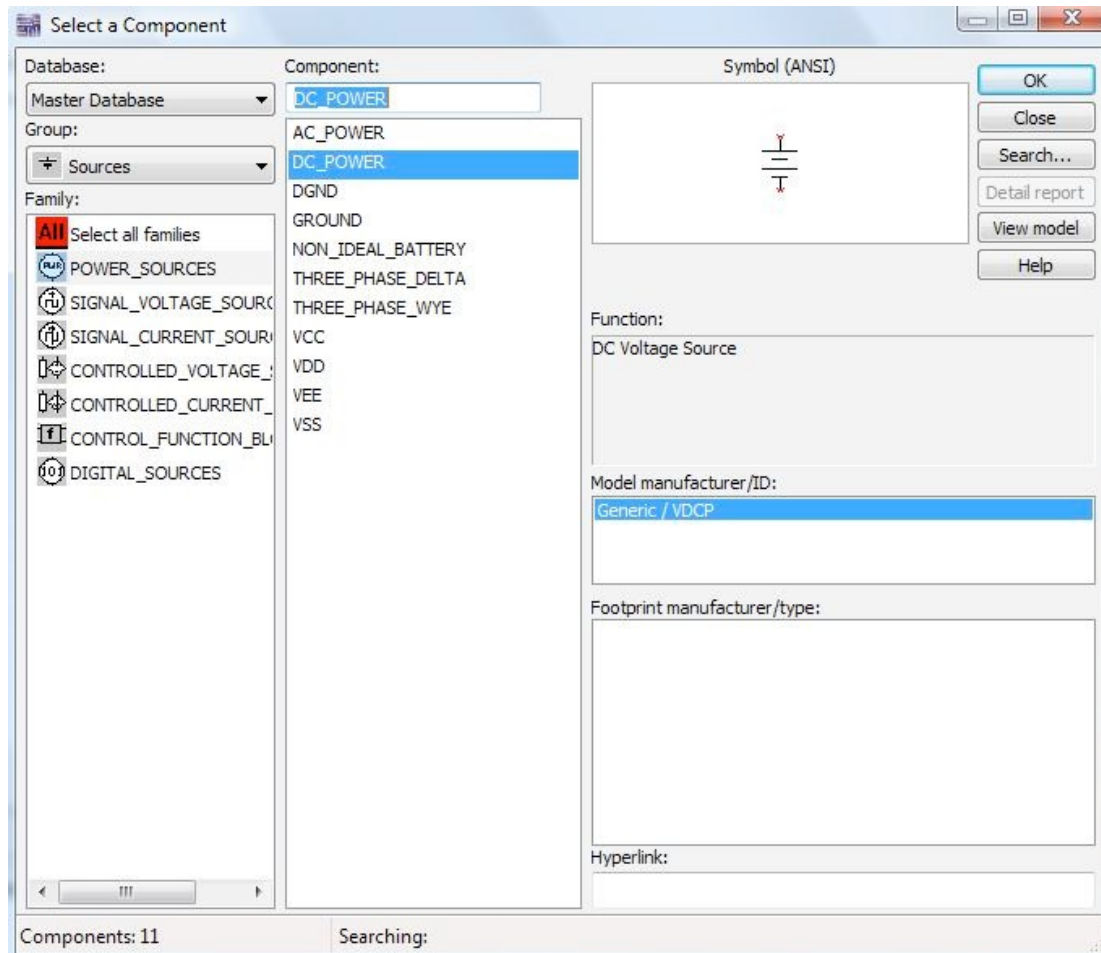 Select a Component
Database:
Master Database
Group:
Sources
Family:
All Select all families
POWER_SOURCES
SIGNAL_VOLTAGE_SOURC
SIGNAL_CURRENT_SOUR
CONTROLLED_VOLTAGE_S
CONTROLLED_CURRENT_
CONTROL_FUNCTION_BL
DIGITAL_SOURCES
Component:
DC_POWER
AC_POWER
DC_POWER
DGND
GROUND
NON_IDEAL_BATTERY
THREE_PHASE_DELTA
THREE_PHASE_WYE
VCC
VDD
VEE
VSS
Symbol (ANSI)
OK
Close
Search...
Detail report
View model
Help
Function:
DC Voltage Source
Model manufacturer/ID:
Generic / VDCP
Footprint manufacturer/type:
Hyperlink:
Components: 11
Searching: